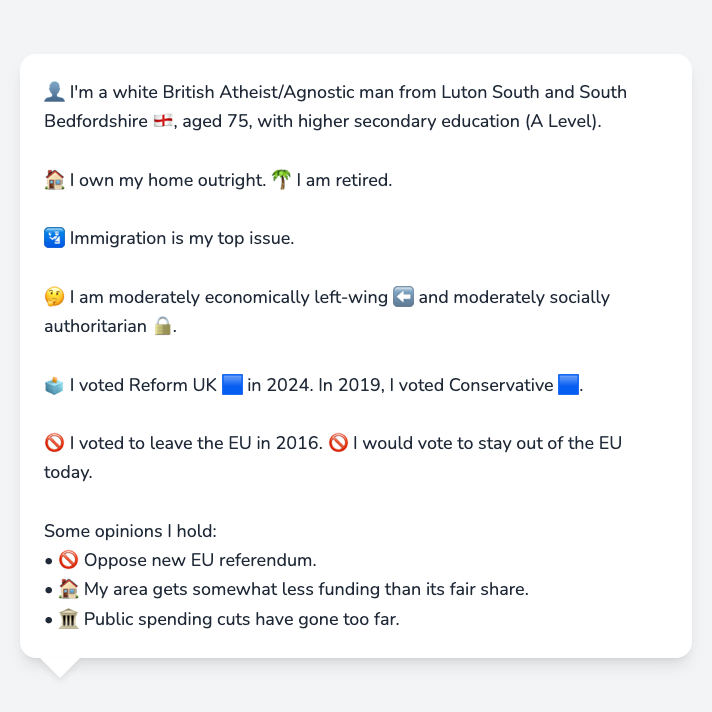 👤 I'm a white British Atheist/Agnostic man from Luton South and South
Bedfordshire 🏴󠁧󠁢󠁥󠁮󠁧󠁿, aged 75, with higher secondary education (A Level).
🏠 I own my home outright. 🌴 I am retired.
🛂 Immigration is my top issue.
🤔 I am moderately economically left-wing ⬅️ and moderately socially
authoritarian 🔒.
🗳️ I voted Reform UK 🟦 in 2024. In 2019, I voted Conservative 🟦.
🚫 I voted to leave the EU in 2016. 🚫 I would vote to stay out of the EU
today.
Some opinions I hold:
• 🚫 Oppose new EU referendum.
• 🏠 My area gets somewhat less funding than its fair share.
• 🏛️ Public spending cuts have gone too far.